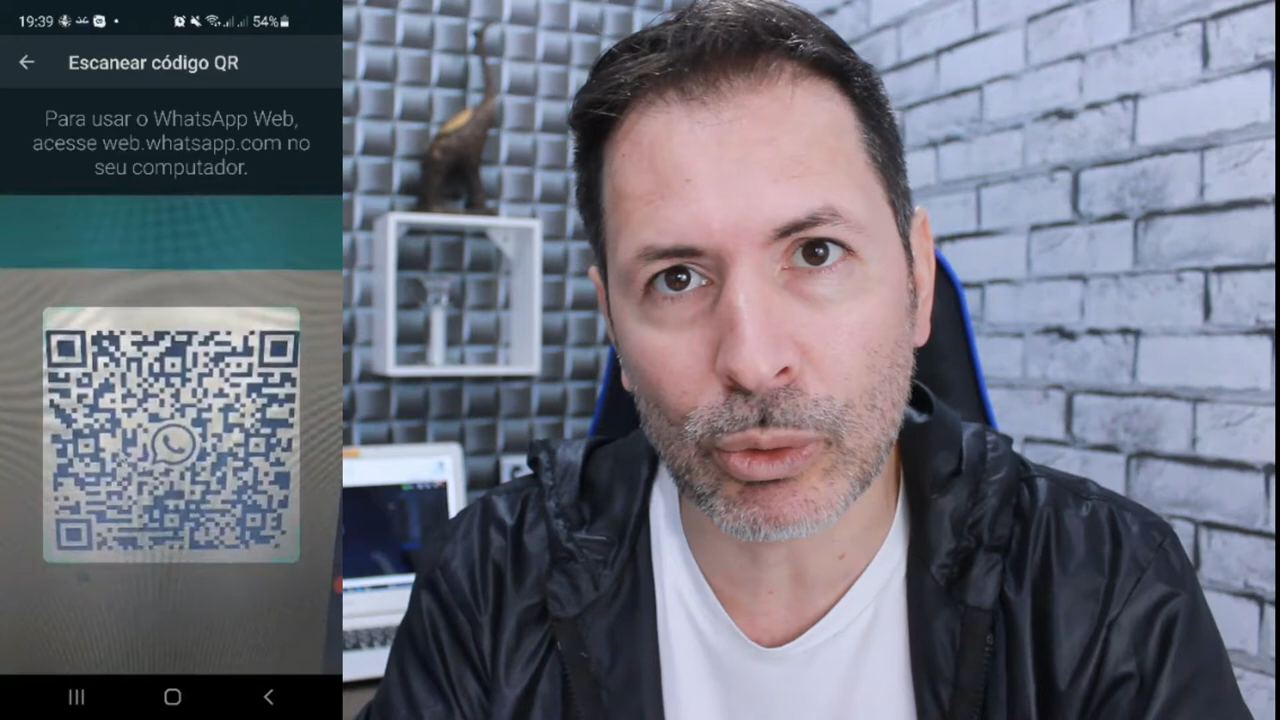 19:39
54%
Escanear código QR
Para usar o WhatsApp Web,
acesse web.whatsapp.com no
seu computador.